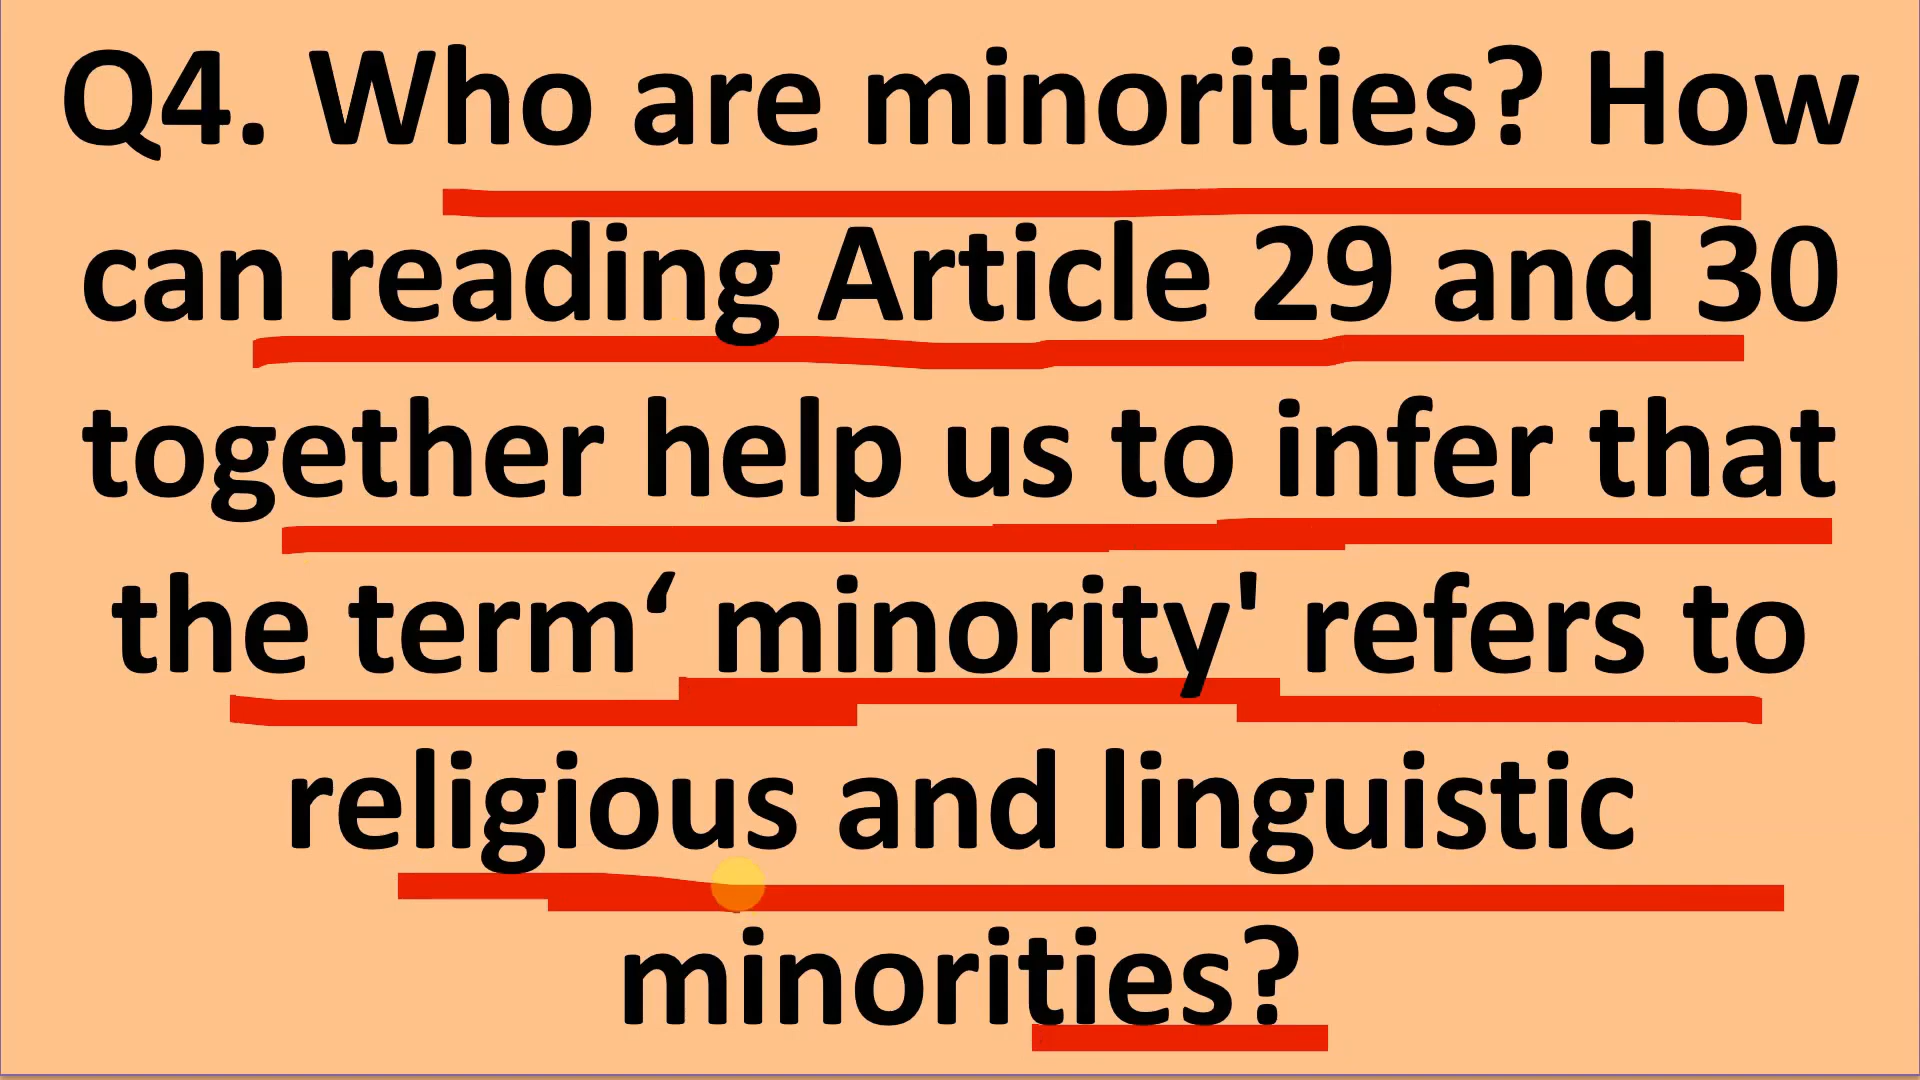 Q4. Who are minorities? How
can reading Article 29 and 30
together help us to infer that
the term‘ minority' refers to
religious and linguistic
minorities?